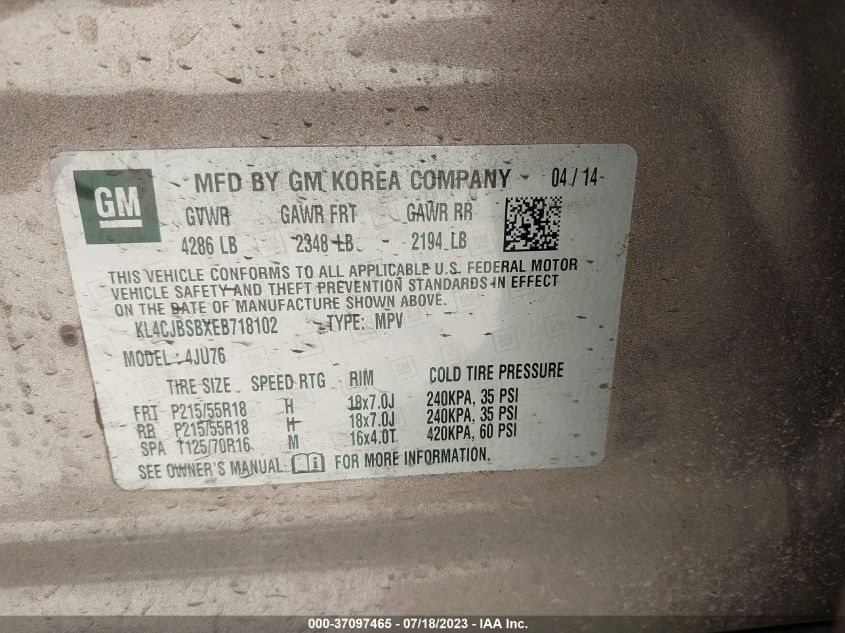 GM
MFD BY GM KOREA COMPANY 04/14
GVWR GAWR FRT GAWR RR
4286 LB 2348 LB 2194 LB
THIS VEHICLE CONFORMS TO ALL APPLICABLE U.S. FEDERAL MOTOR
VEHICLE SAFETY AND THEFT PREVENTION STANDARDS IN EFFECT
ON THE DATE OF MANUFACTURE SHOWN ABOVE.
KL4CJBSBXEB718102 TYPE: MPV
MODEL: 4JU76
TIRE SIZE SPEED RTG RIM COLD TIRE PRESSURE
FRT P215/55R18 H 18x7.0J 240KPA, 35 PSI
RR P215/55R18 H 18x7.0J 240KPA, 35 PSI
SPA T125/70R16 M 16x4.0T 420KPA, 60 PSI
SEE OWNER'S MANUAL FOR MORE INFORMATION.
000-37097465 - 07/18/2023 - IAA Inc.